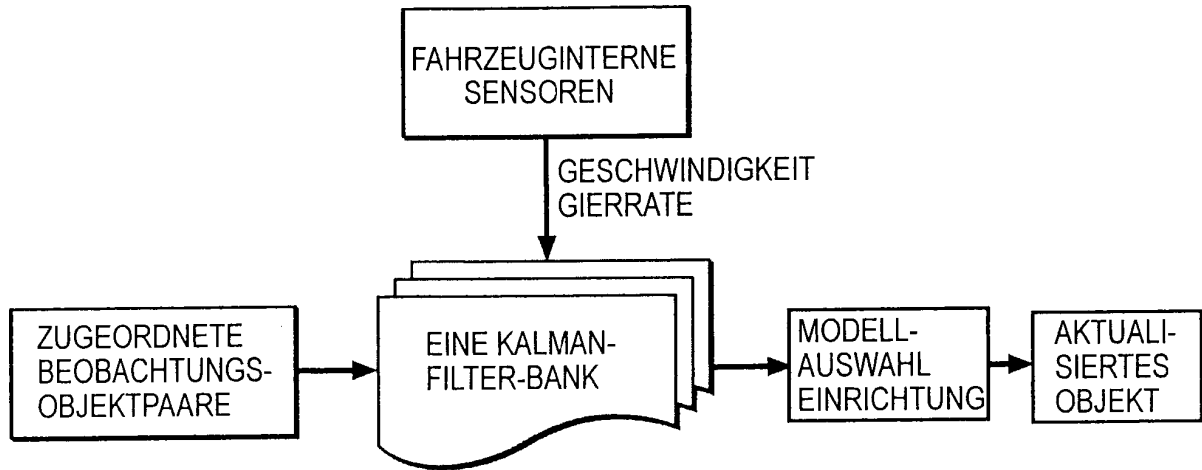 FAHRZEUGINTERNE
SENSOREN
GESCHWINDIGKEIT
GIERRATE
ZUGEORDNETE
BEOBACHTUNGS-
OBJEKTPAARE
EINE KALMAN-
FILTER-BANK
MODELL-
AUSWAHL
EINRICHTUNG
AKTUALI-
SIERTES
OBJEKT